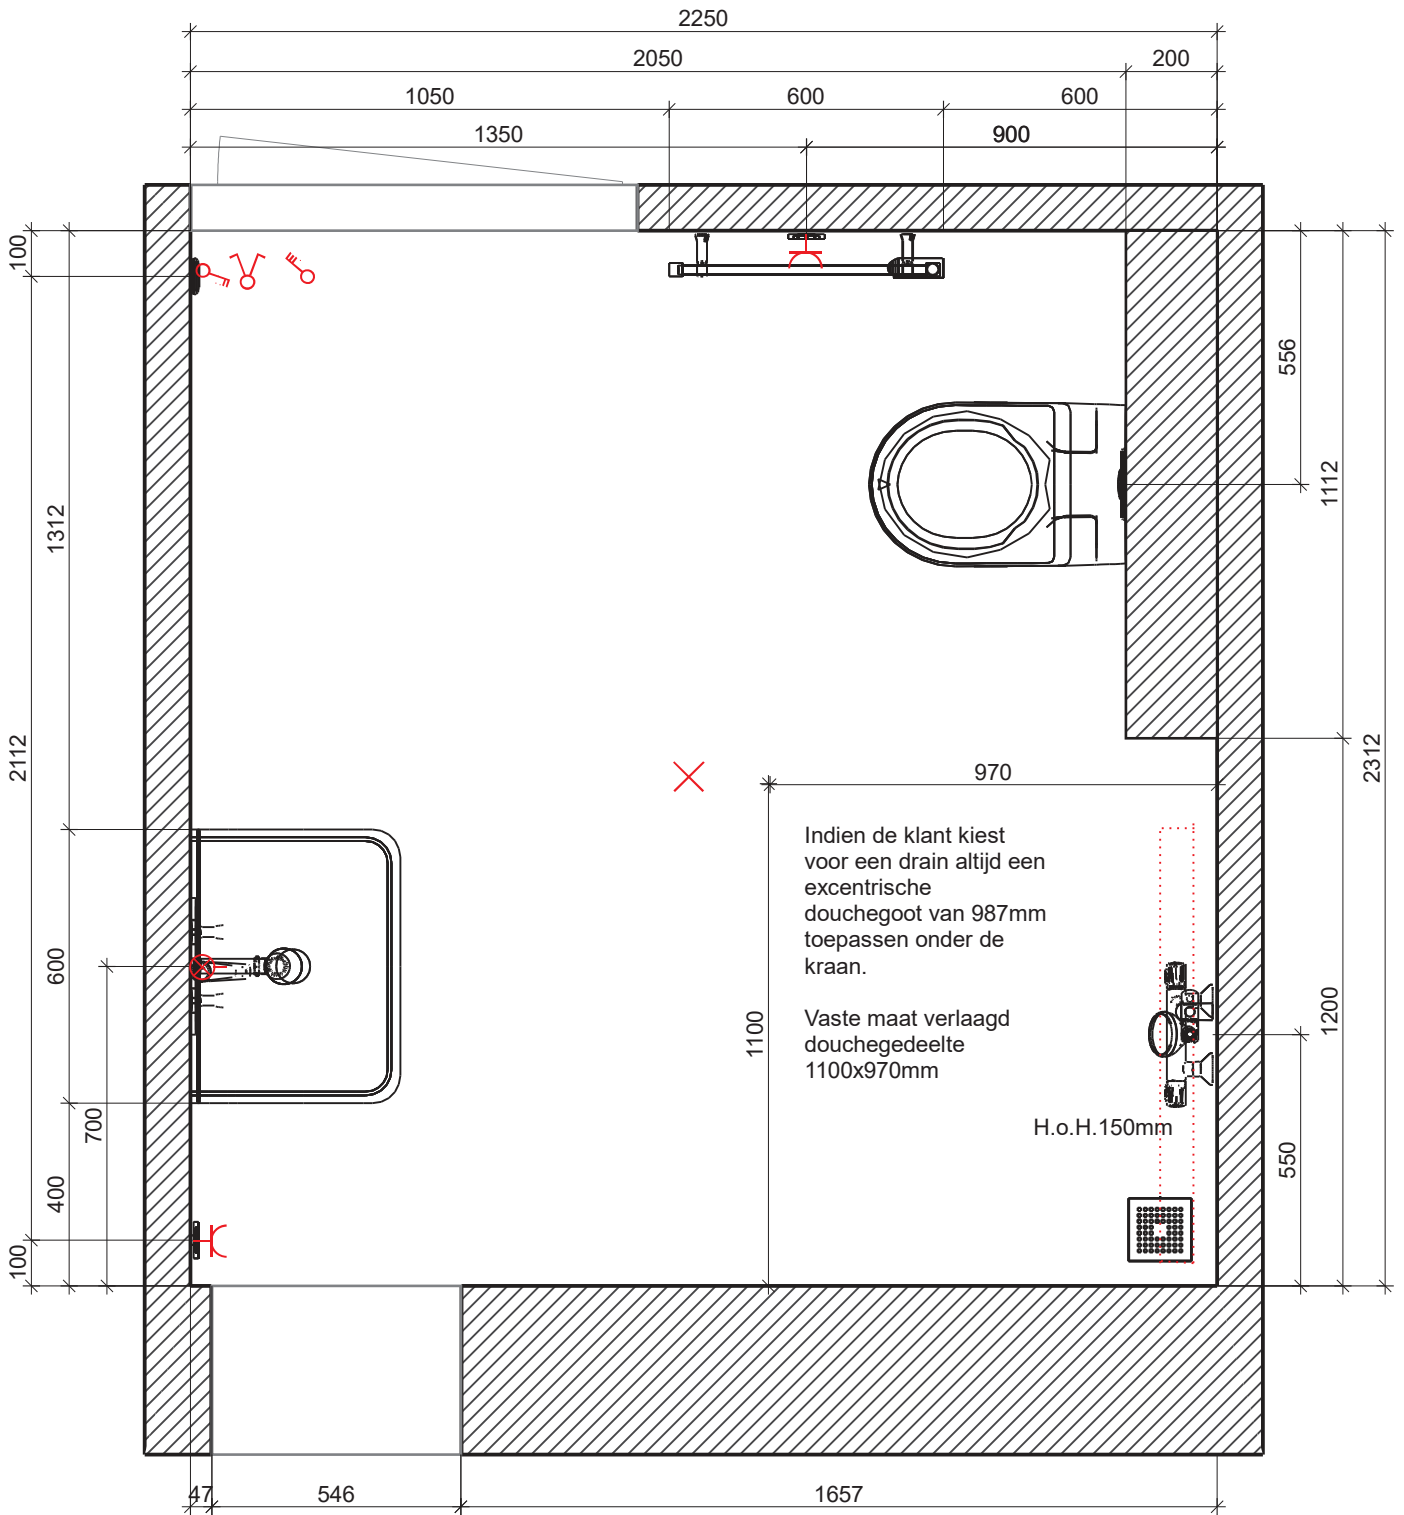 2250
2050
200
1050
600
600
1350
900
100
1312
2112
600
700
400
100
556
1112
2312
1200
550
970
1100
Indien de klant kiest
voor een drain altijd een
excentrische
douchegoot van 987mm
toepassen onder de
kraan.
Vaste maat verlaagd
douchegedeelte
1100x970mm
H.o.H.150mm
47
546
1657